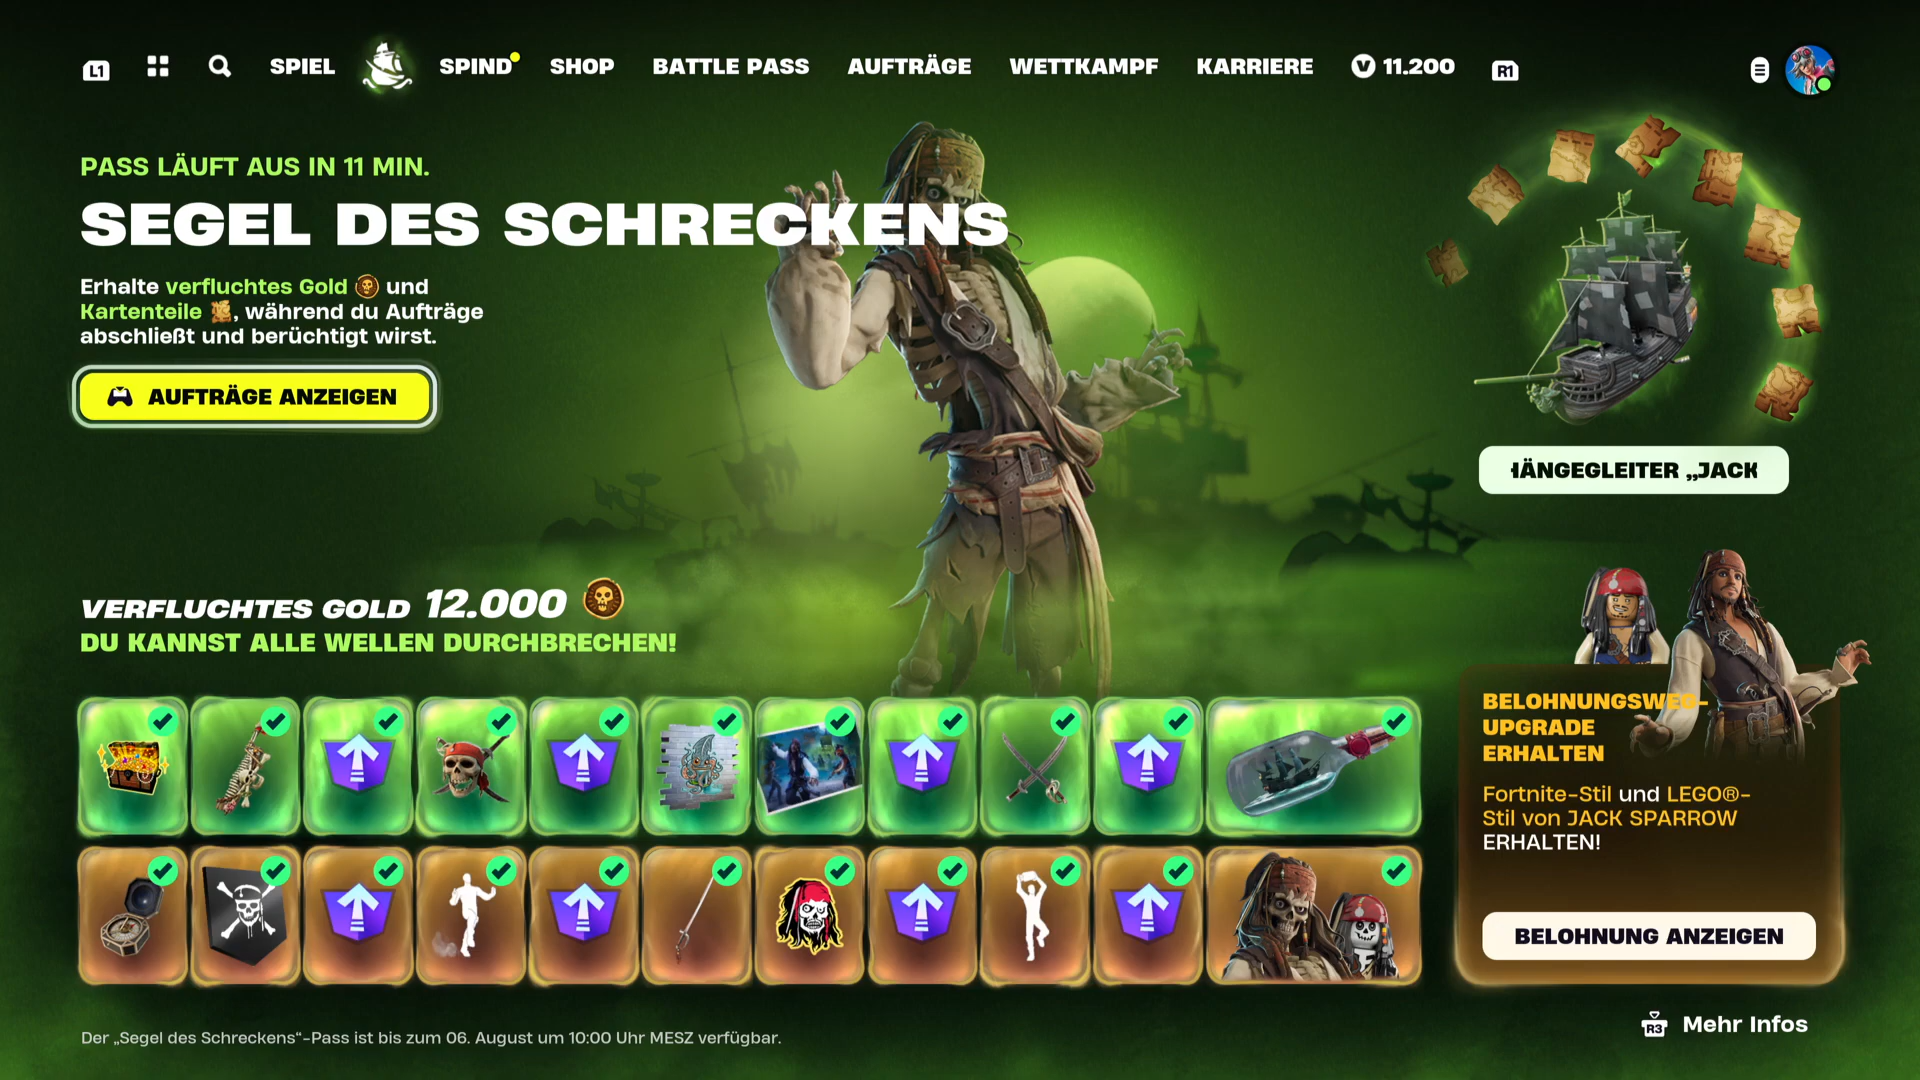 L1
SPIEL
SPIND
SHOP
BATTLE PASS
AUFTRÄGE
WETTKAMPF
KARRIERE
V 11.200
R1
PASS LÄUFT AUS IN 11 MIN.
SEGEL DES SCHRECKENS
Erhalte verfluchtes Gold und
Kartenteile, während du Aufträge
abschließt und berüchtigt wirst.
AUFTRÄGE ANZEIGEN
HÄNGEGLEITER „JACK
VERFLUCHTES GOLD 12.000
DU KANNST ALLE WELLEN DURCHBRECHEN!
BELOHNUNGSWEG-
UPGRADE
ERHALTEN
Fortnite-Stil und LEGO®-
Stil von JACK SPARROW
ERHALTEN!
BELOHNUNG ANZEIGEN
R3 Mehr Infos
Der „Segel des Schreckens“-Pass ist bis zum 06. August um 10:00 Uhr MESZ verfügbar.